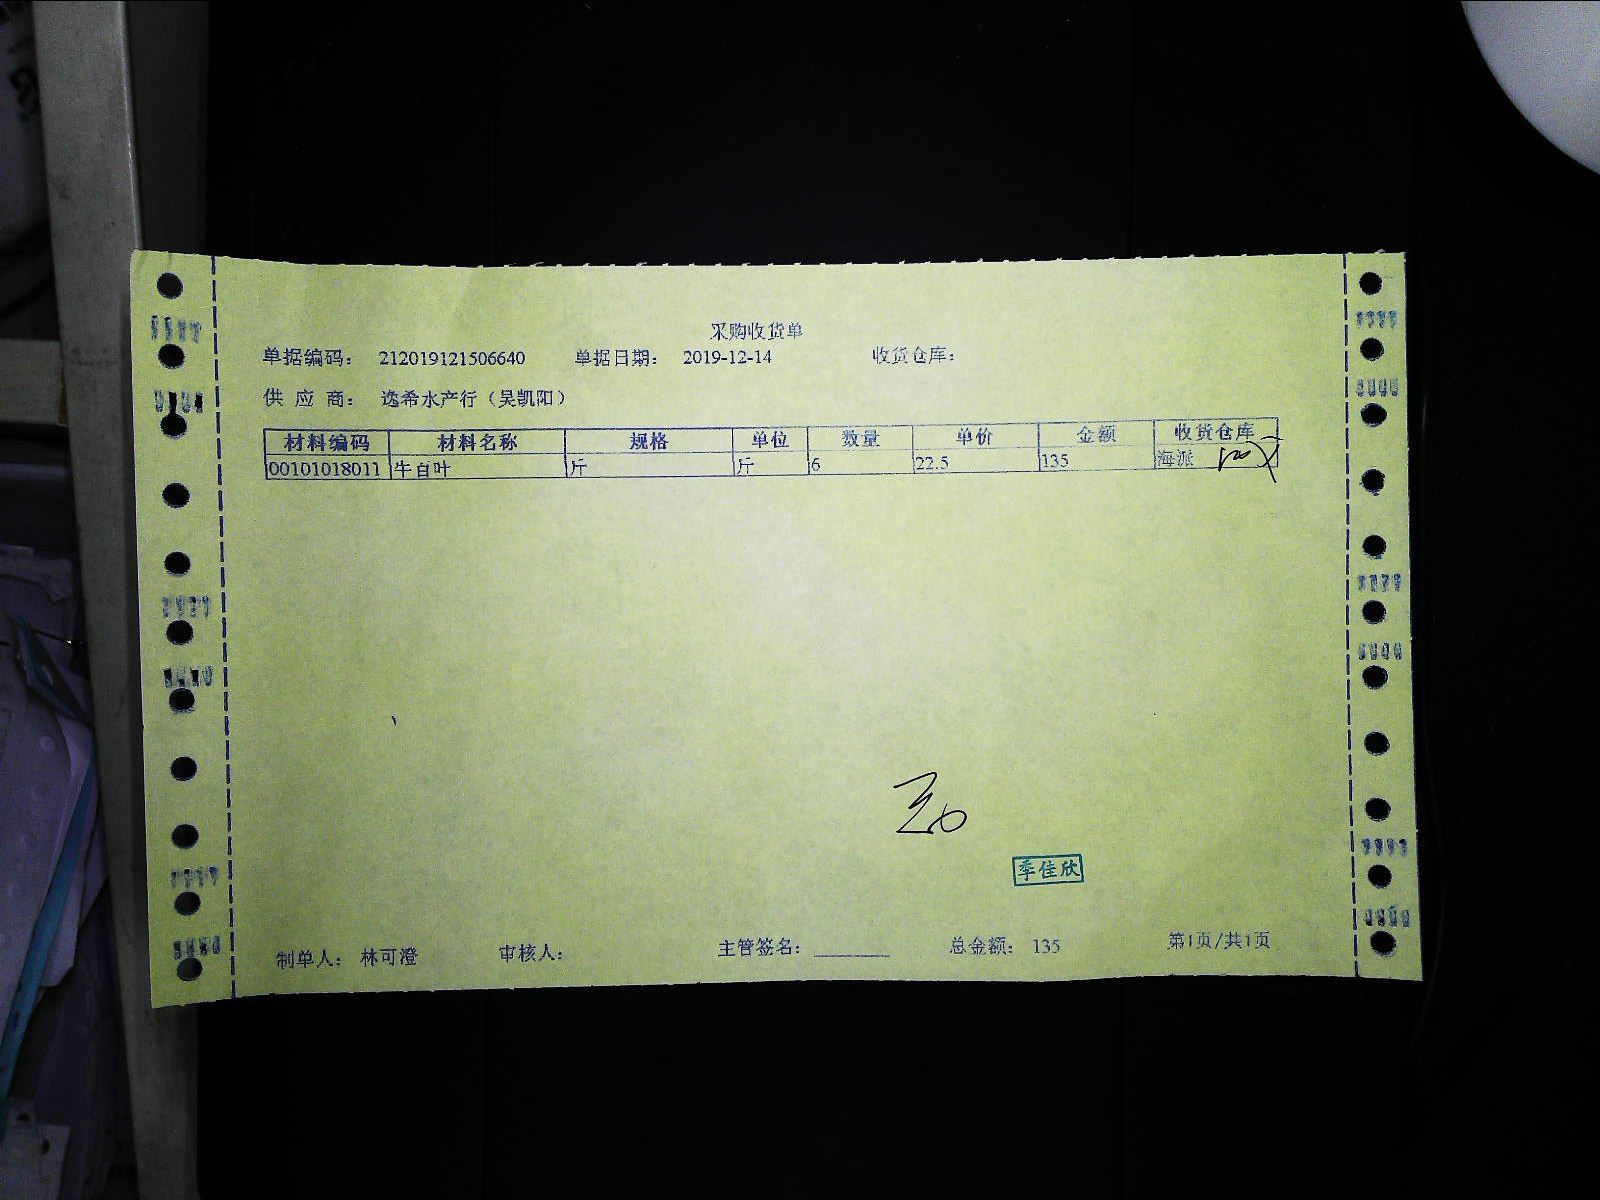 采购收货单
单据编码： 212019121506640 单据日期： 2019-12-14 收货仓库：
供 应 商： 选希水产行（吴凯阳）
材料编码 材料名称 规格 单位 数量 单价 金额 收货仓库
00101018011 牛百叶 斤 斤 6 22.5 135 海派
季佳欣
制单人： 林可澄 审核人： 主管签名： 总金额： 135 第1页/共1页